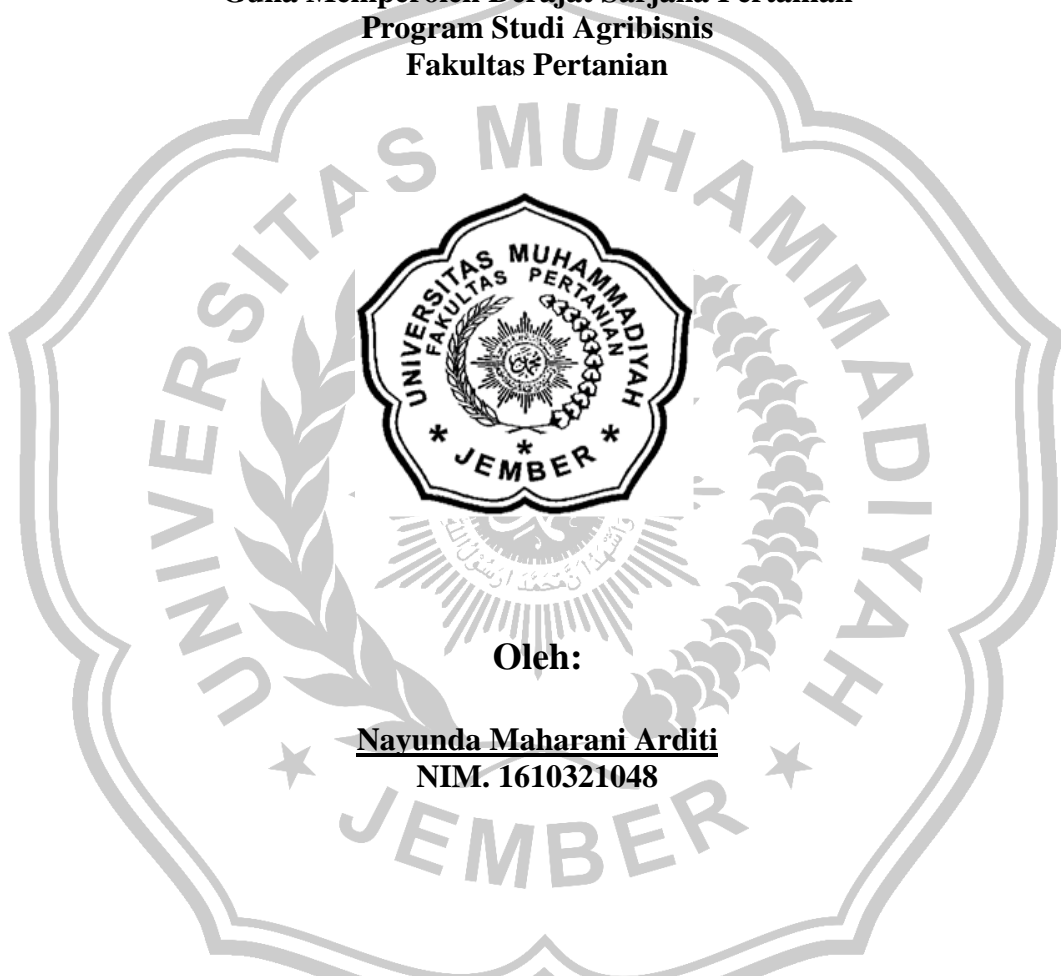 Guna Memperoleh Derajat Sarjana Pertanian
Program Studi Agribisnis
Fakultas Pertanian
UNIVERSITAS MUHAMMADIYAH
FAKULTAS PERTANIAN
* JEMBER *
*
Oleh:
Nayunda Maharani Arditi
NIM. 1610321048
UNIVERSITAS MUHAMMADIYAH
★ JEMBER ★